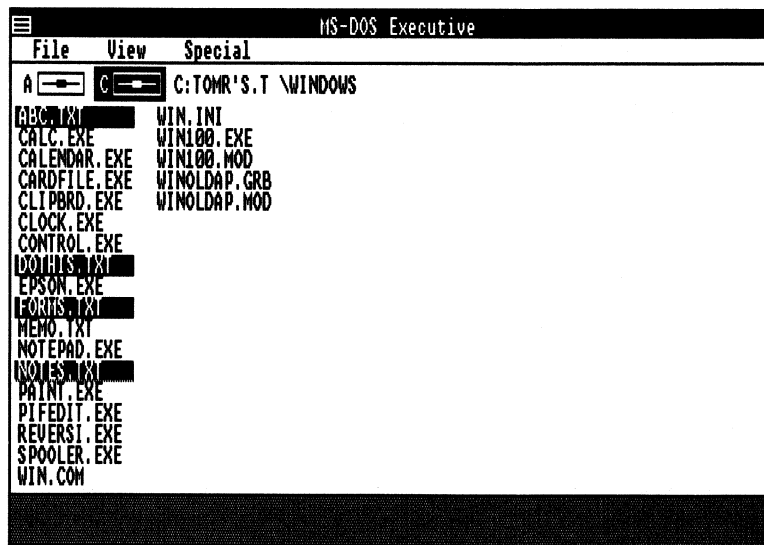 MS-DOS Executive
File View Special
A C C:TOMR'S.T \WINDOWS
ABC.TXT WIN.INI
CALC.EXE WIN100.EXE
CALENDAR.EXE WIN100.MOD
CARDFILE.EXE WINOLDAP.GRB
CLIPBRD.EXE WINOLDAP.MOD
CLOCK.EXE
CONTROL.EXE
DOTHIS.TXT
EPSON.EXE
FORMS.TXT
MEMO.TXT
NOTEPAD.EXE
NOTES.TXT
PAINT.EXE
PIFEDIT.EXE
REVERSI.EXE
SPOOLER.EXE
WIN.COM